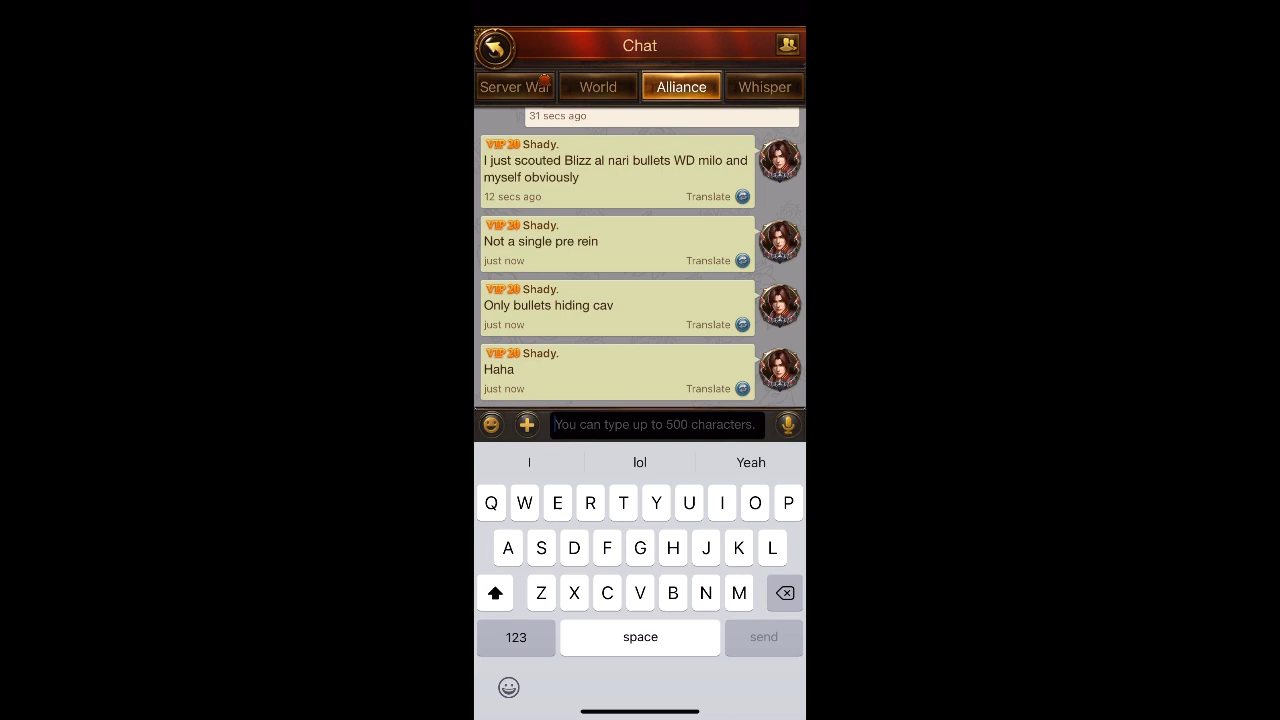 Chat
Server War World Alliance Whisper
31 secs ago
VIP 20 Shady.
I just scouted Blizz al nari bullets WD milo and
myself obviously
12 secs ago Translate
VIP 20 Shady.
Not a single pre rein
just now Translate
VIP 20 Shady.
Only bullets hiding cav
just now Translate
VIP 20 Shady.
Haha
just now Translate
You can type up to 500 characters.
I lol Yeah
Q W E R T Y U I O P
A S D F G H J K L
Z X C V B N M
123 space send